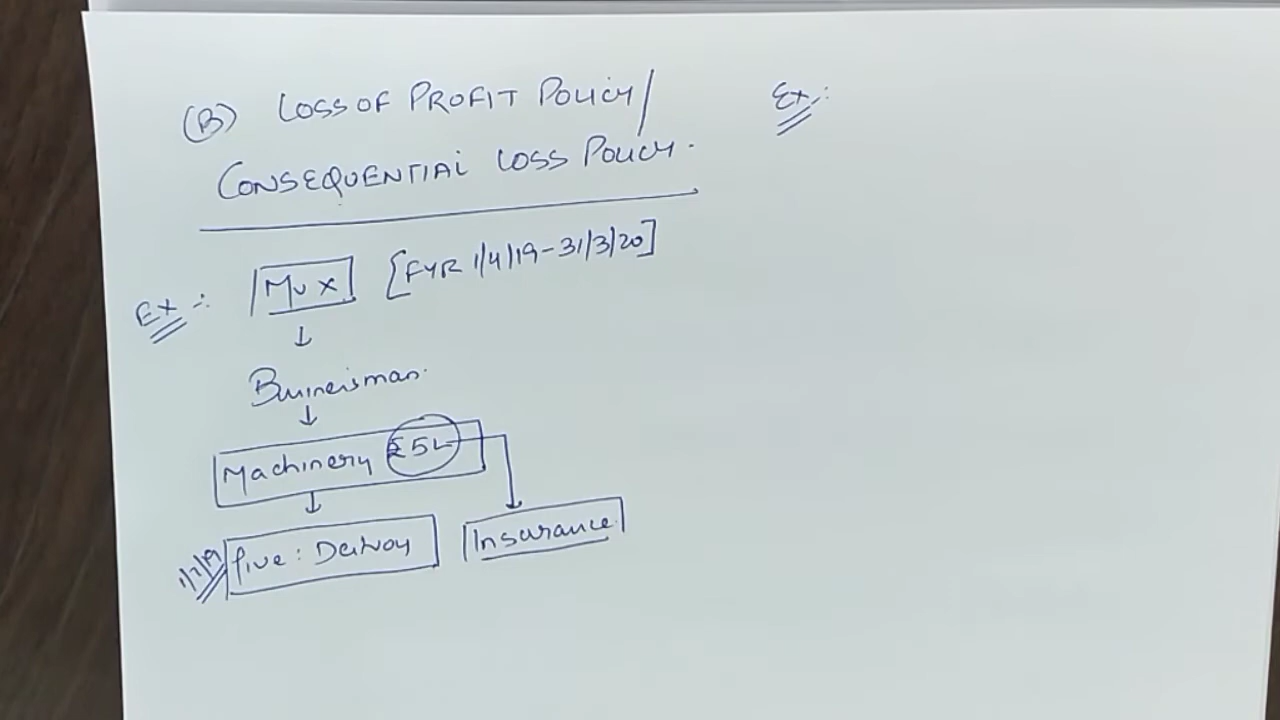 (B) LOSS OF PROFIT POLICY/
CONSEQUENTIAL LOSS POLICY.
Ex:
Ex :
Mr X [FYR 1/4/19-31/3/20]
Businessman.
Machinery ₹5L
fire: Destroy
Insurance
1/7/19